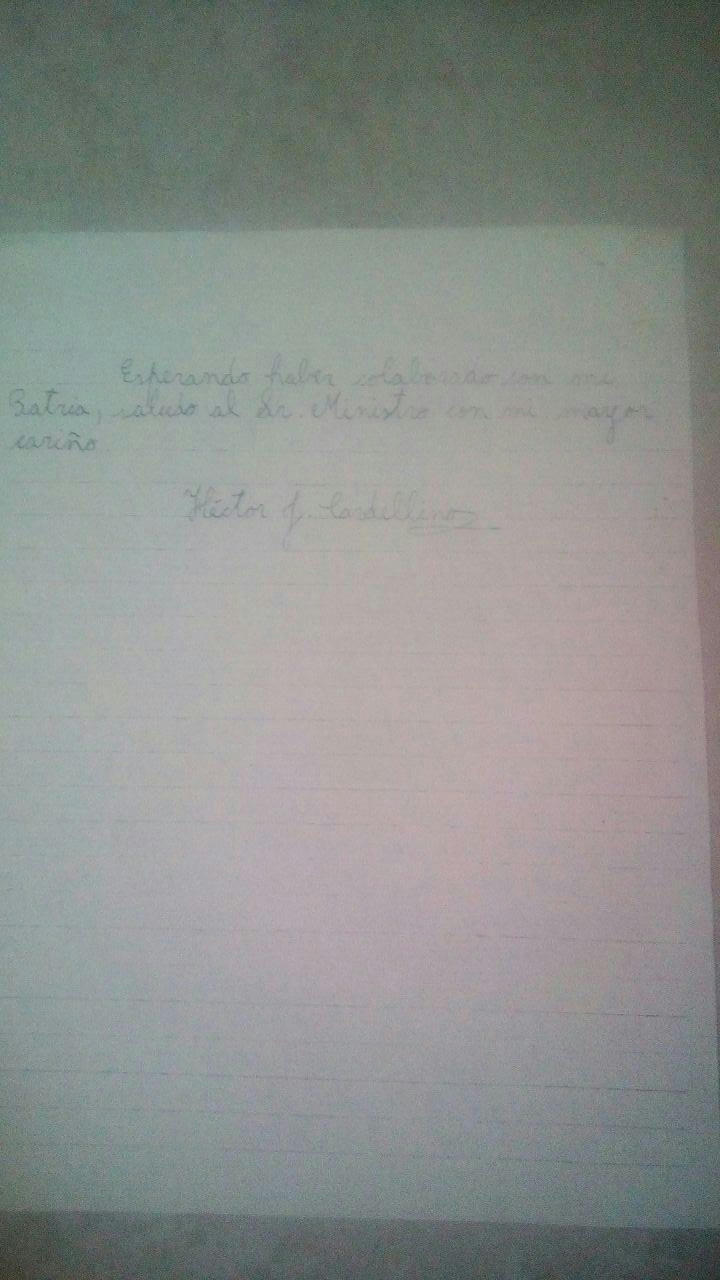 Esperando haber colaborado con mi
Patria, saludo al Sr. Ministro con mi mayor
cariño
Héctor J. Cardellino